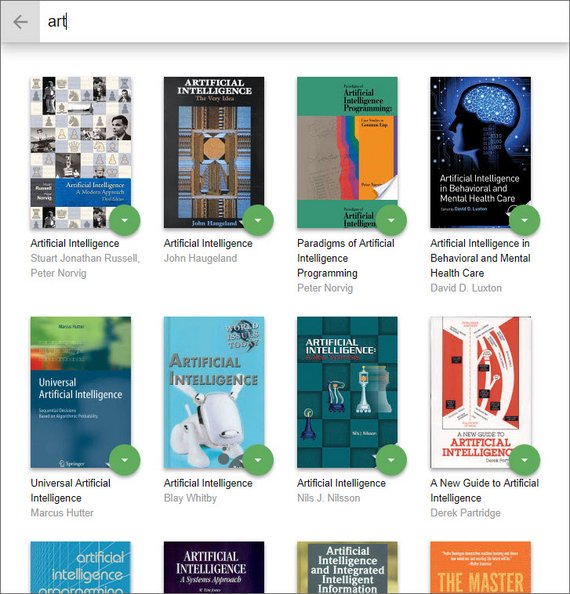 art
ARTIFICIAL
INTELLIGENCE
The Very Idea
John Haugeland
Paradigms of
Artificial
Intelligence
Programming:
Case Studies in
Common Lisp
Peter
Artificial
Intelligence
Artificial Intelligence
in Behavioral and
Mental Health Care
Edited by David D. Luxton
Artificial Intelligence
A Modern Approach
Third Edition
Russell
Norvig
Artificial Intelligence
Stuart Jonathan Russell,
Peter Norvig
Artificial Intelligence
John Haugeland
Paradigms of Artificial
Intelligence
Programming
Peter Norvig
Artificial Intelligence in
Behavioral and Mental
Health Care
David D. Luxton
Marcus Hutter
Universal
Artificial Intelligence
Sequential Decisions
Based on Algorithmic Probability
Springer
WORLD
ISSUES
TODAY
ARTIFICIAL
INTELLIGENCE
ARTIFICIAL
INTELLIGENCE:
A New Synthesis
Nils J. Nilsson
A NEW GUIDE TO
ARTIFICIAL
INTELLIGENC
Derek Part
Universal Artificial
Intelligence
Marcus Hutter
Artificial Intelligence
Blay Whitby
Artificial Intelligence
Nils J. Nilsson
A New Guide to Artificial
Intelligence
Derek Partridge
artificial
intelligence
programming
ARTIFICIAL
INTELLIGENCE
A Systems Approach
M. Tim Jones
Artificial
Intelligence
and Integrated
Intelligent
Information
THE MASTER